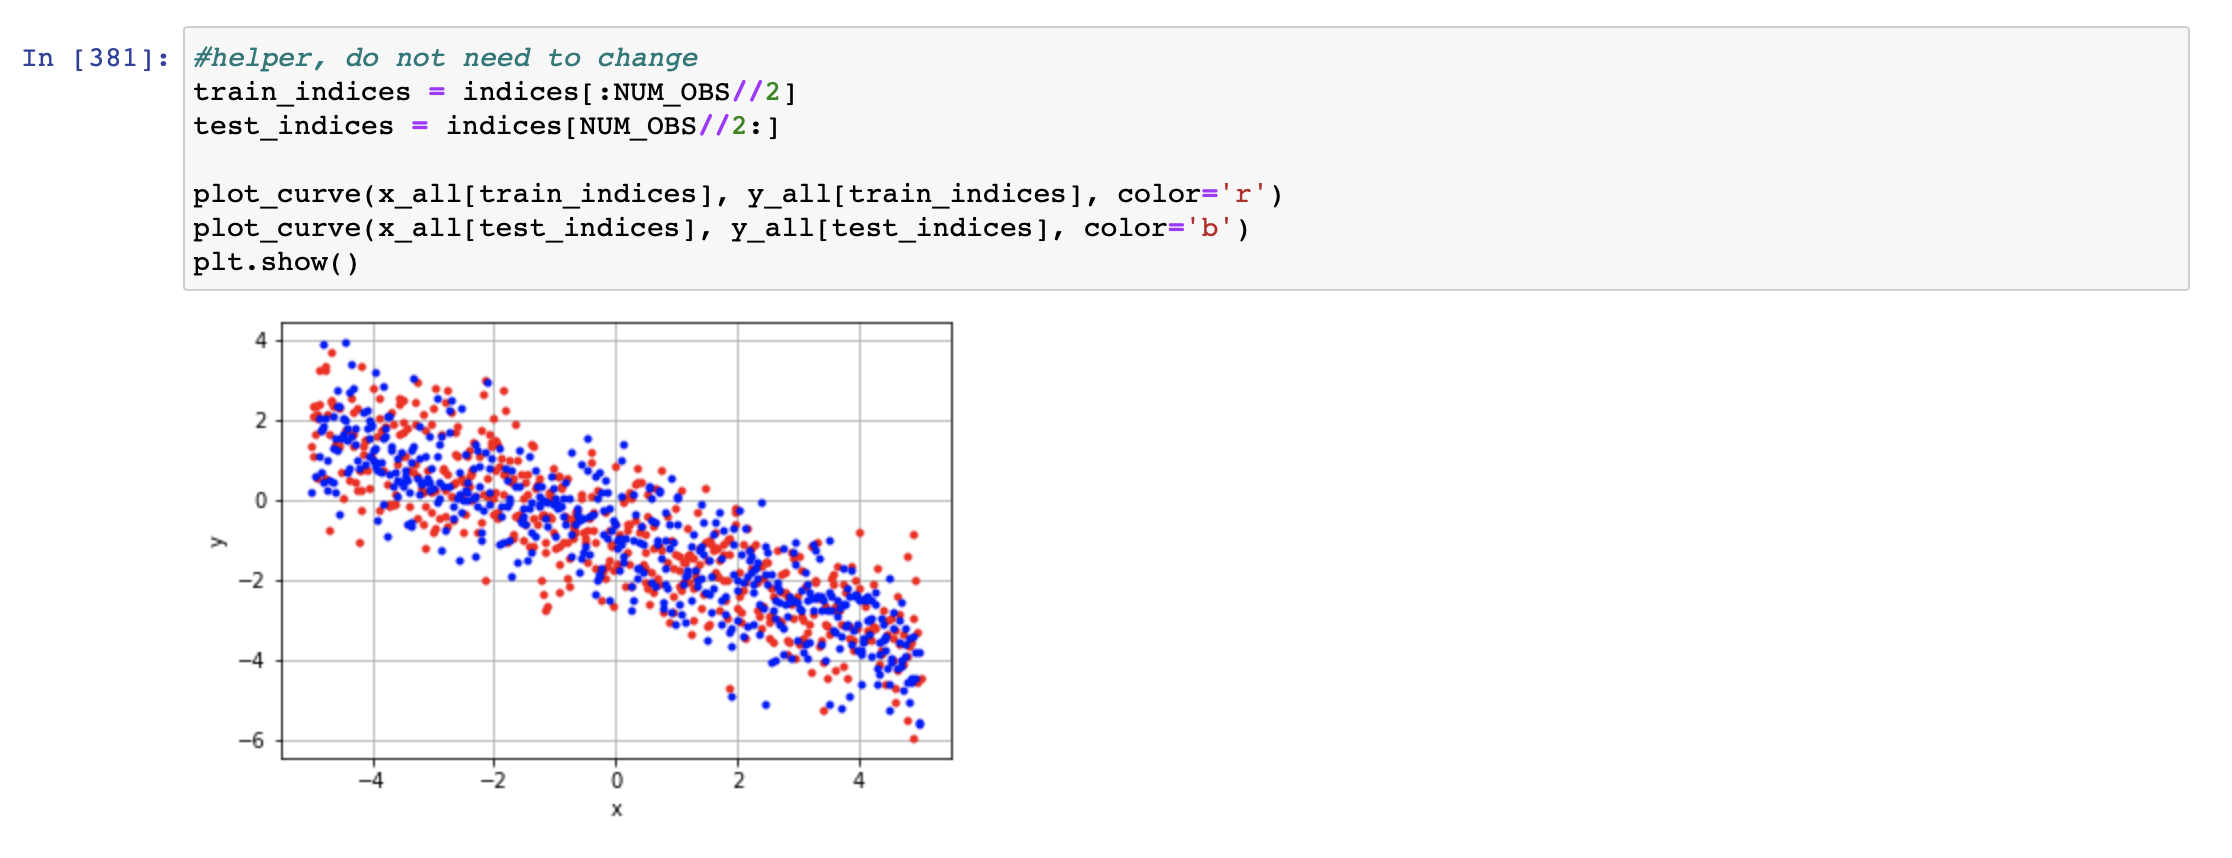 In [381]:
#helper, do not need to change
train_indices = indices[:NUM_OBS//2]
test_indices = indices[NUM_OBS//2:]
plot_curve(x_all[train_indices], y_all[train_indices], color='r')
plot_curve(x_all[test_indices], y_all[test_indices], color='b')
plt.show()
4
2
0
−2
−4
−6
y
−4 −2 0 2 4
x